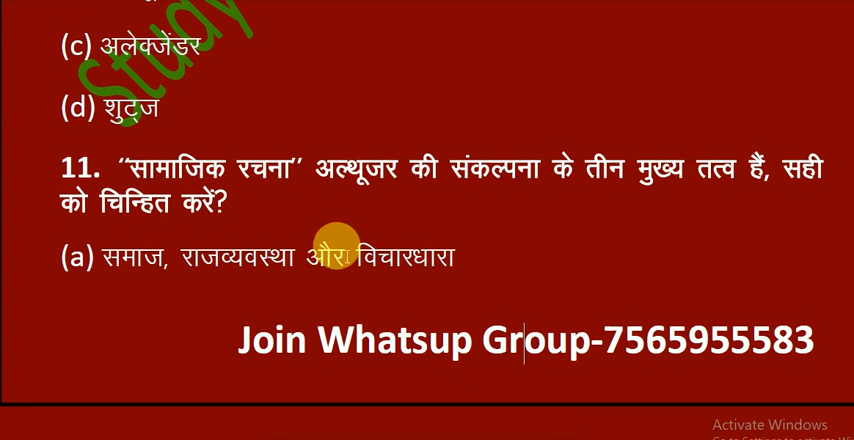 Study
(c) अलेक्जेंडर
(d) शुट्ज
11. “सामाजिक रचना” अल्थूजर की संकल्पना के तीन मुख्य तत्व हैं, सही
को चिन्हित करें?
(a) समाज, राजव्यवस्था और विचारधारा
Join Whatsup Group-7565955583
Activate Windows